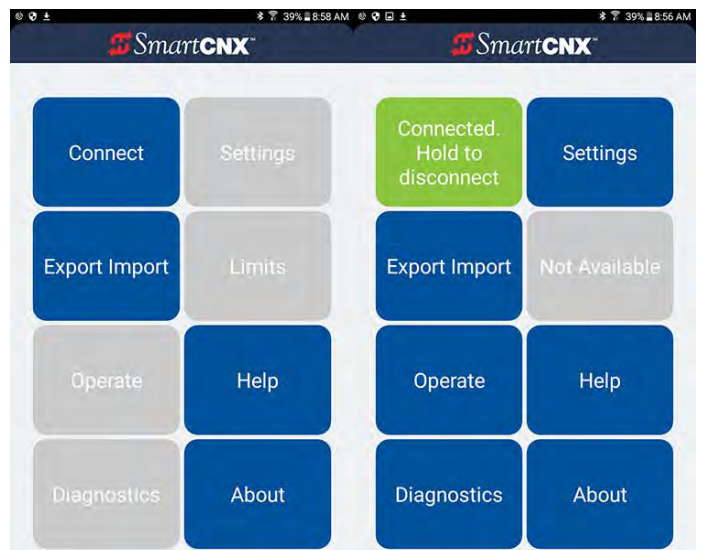 39% 8:58 AM
SmartCNX™
Connect
Settings
Export Import
Limits
Operate
Help
Diagnostics
About
39% 8:56 AM
SmartCNX™
Connected.
Hold to
disconnect
Settings
Export Import
Not Available
Operate
Help
Diagnostics
About